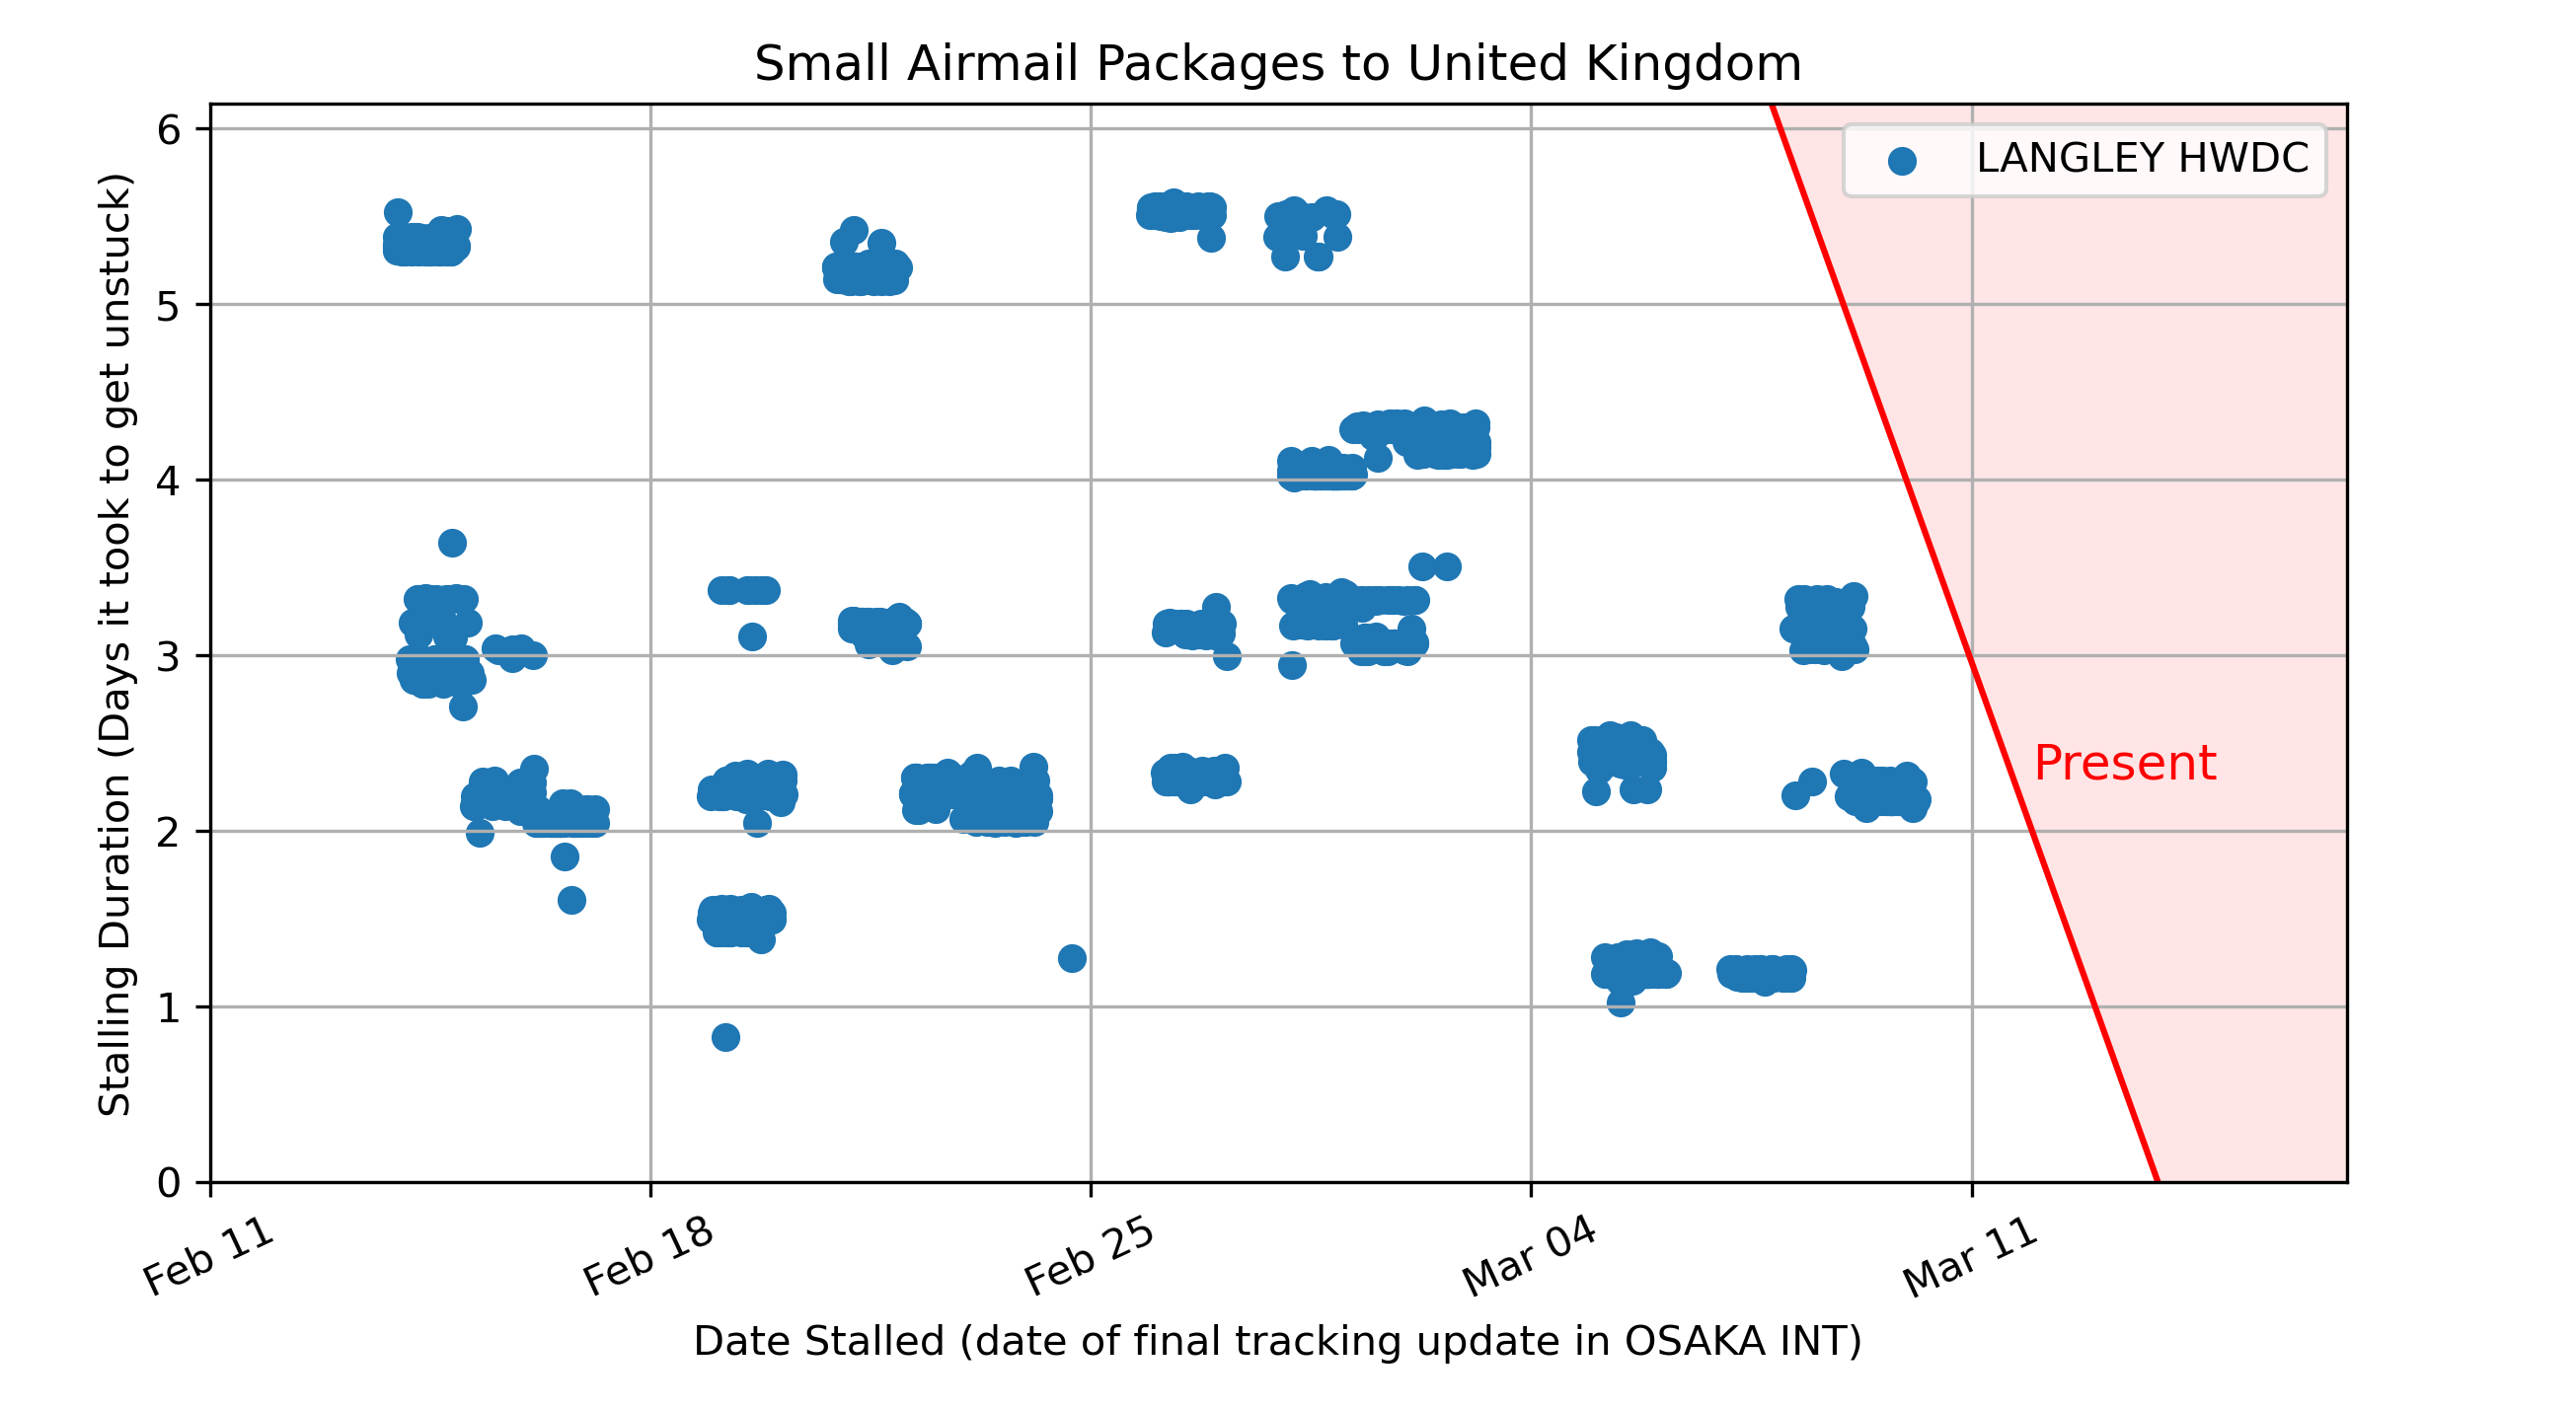 Small Airmail Packages to United Kingdom
LANGLEY HWDC
Stalling Duration (Days it took to get unstuck)
6
5
4
3
2
1
0
Present
Feb 11
Feb 18
Feb 25
Mar 04
Mar 11
Date Stalled (date of final tracking update in OSAKA INT)